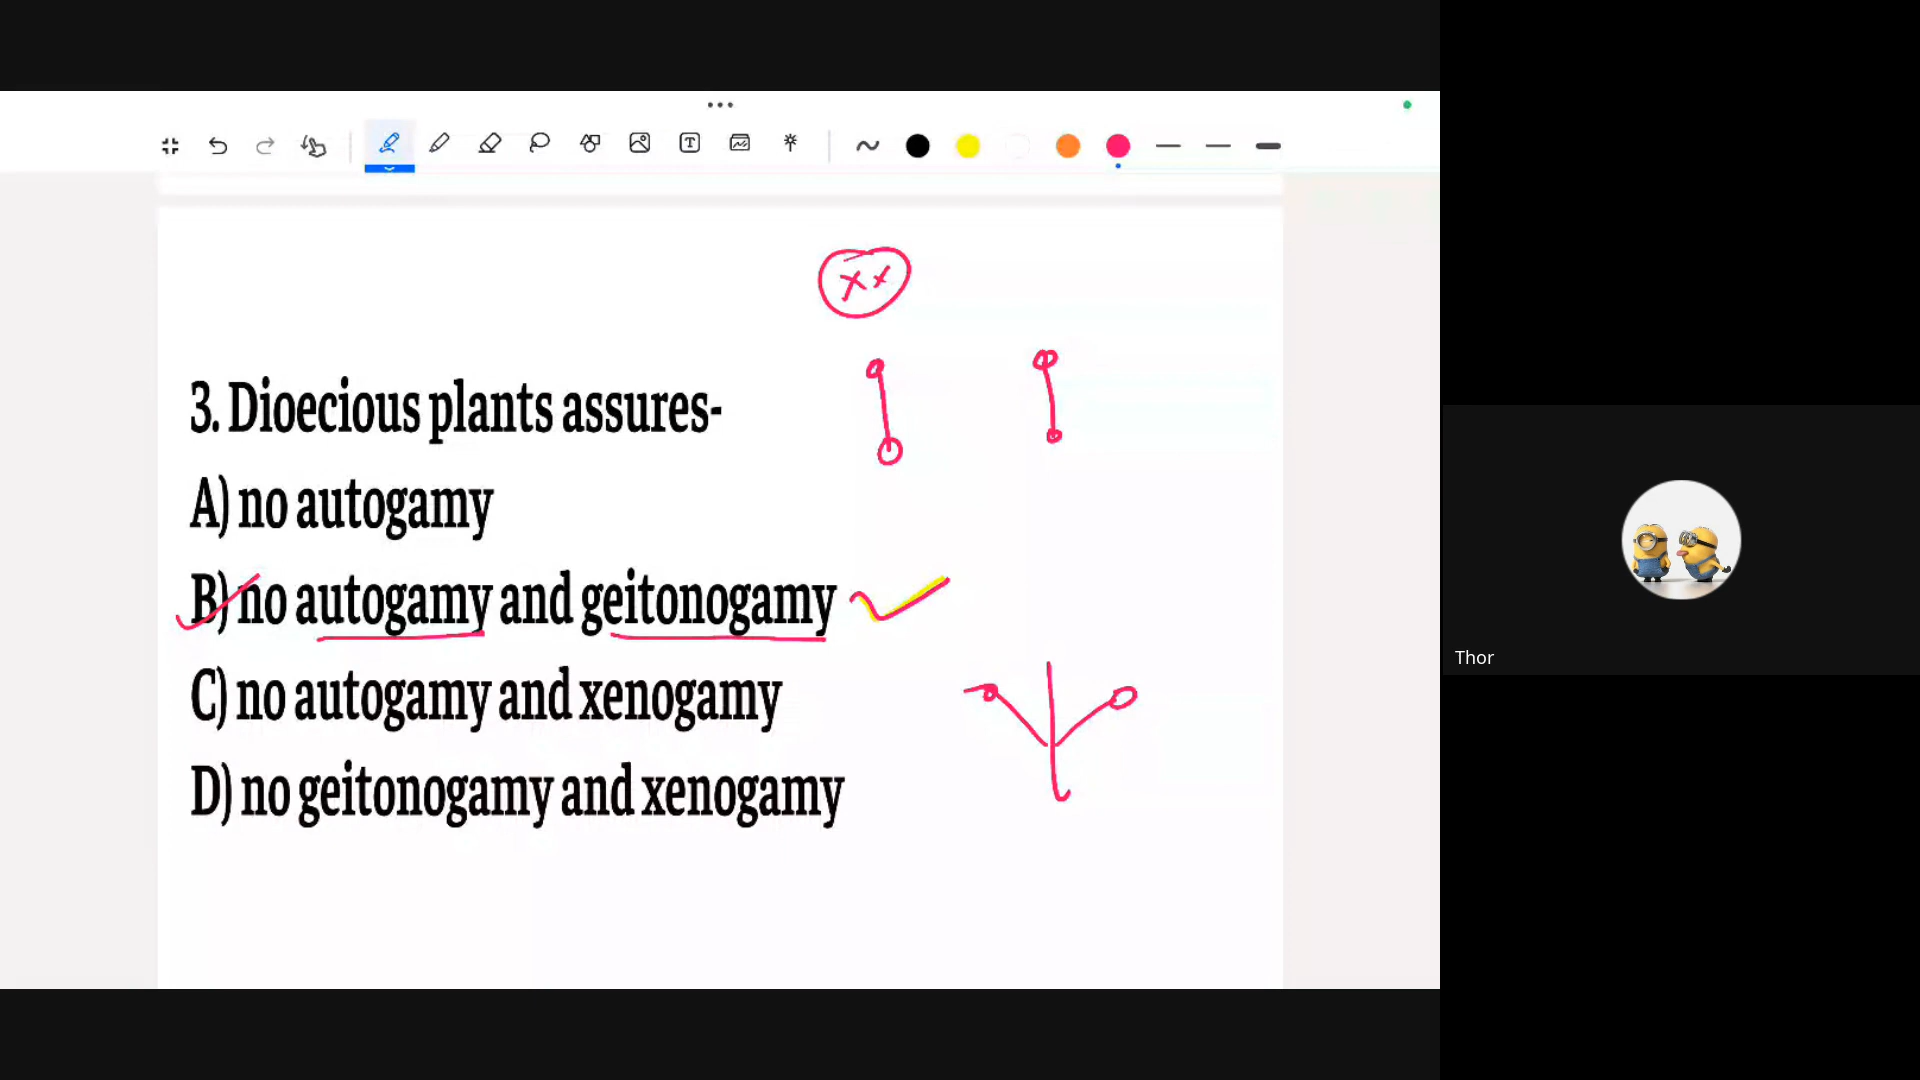 XX
3. Dioecious plants assures-
A) no autogamy
B) no autogamy and geitonogamy
C) no autogamy and xenogamy
D) no geitonogamy and xenogamy
Thor